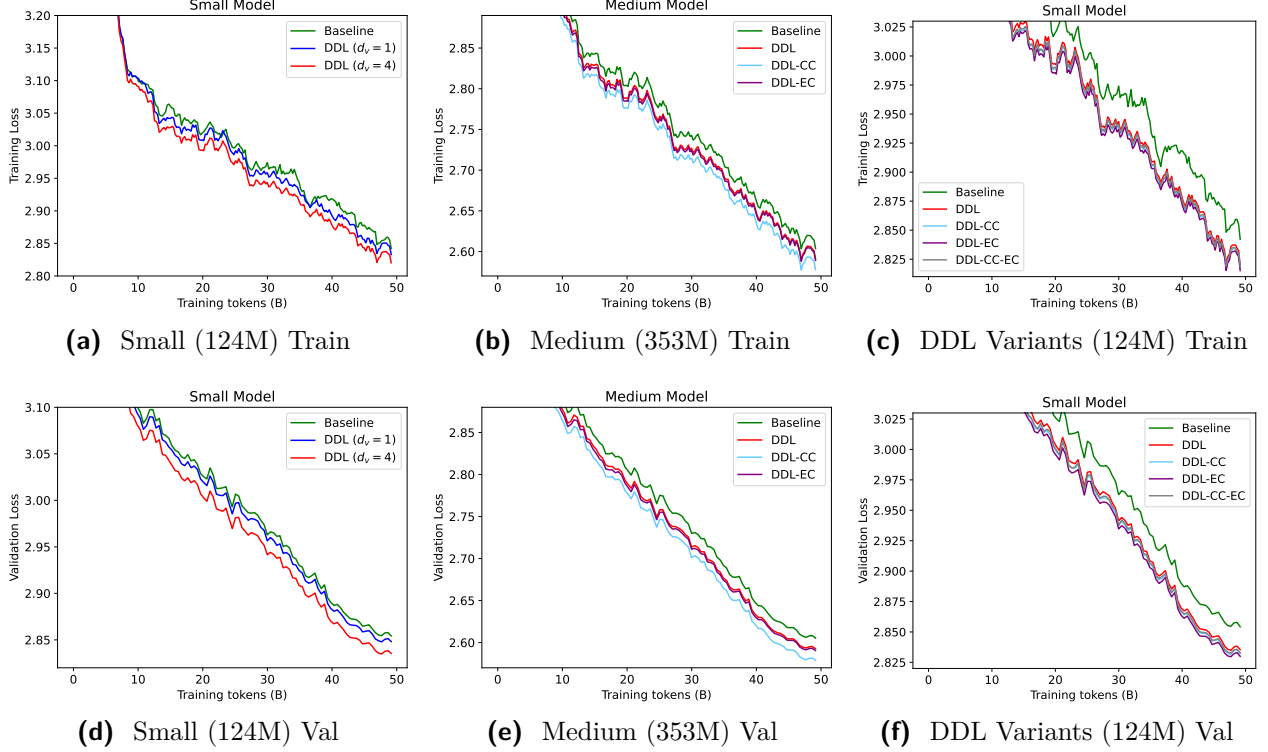 Small Model
Training Loss
3.20
3.15
3.10
3.05
3.00
2.95
2.90
2.85
2.80
0
10
20
30
40
50
Training tokens (B)
Baseline
DDL (dᵥ = 1)
DDL (dᵥ = 4)
(a) Small (124M) Train
Medium Model
Training Loss
2.85
2.80
2.75
2.70
2.65
2.60
0
10
20
30
40
50
Training tokens (B)
Baseline
DDL
DDL-CC
DDL-EC
(b) Medium (353M) Train
Small Model
Training Loss
3.025
3.000
2.975
2.950
2.925
2.900
2.875
2.850
2.825
0
10
20
30
40
50
Training tokens (B)
Baseline
DDL
DDL-CC
DDL-EC
DDL-CC-EC
(c) DDL Variants (124M) Train
Small Model
Validation Loss
3.10
3.05
3.00
2.95
2.90
2.85
0
10
20
30
40
50
Training tokens (B)
Baseline
DDL (dᵥ = 1)
DDL (dᵥ = 4)
(d) Small (124M) Val
Medium Model
Validation Loss
2.85
2.80
2.75
2.70
2.65
2.60
0
10
20
30
40
50
Training tokens (B)
Baseline
DDL
DDL-CC
DDL-EC
(e) Medium (353M) Val
Small Model
Validation Loss
3.025
3.000
2.975
2.950
2.925
2.900
2.875
2.850
2.825
0
10
20
30
40
50
Training tokens (B)
Baseline
DDL
DDL-CC
DDL-EC
DDL-CC-EC
(f) DDL Variants (124M) Val